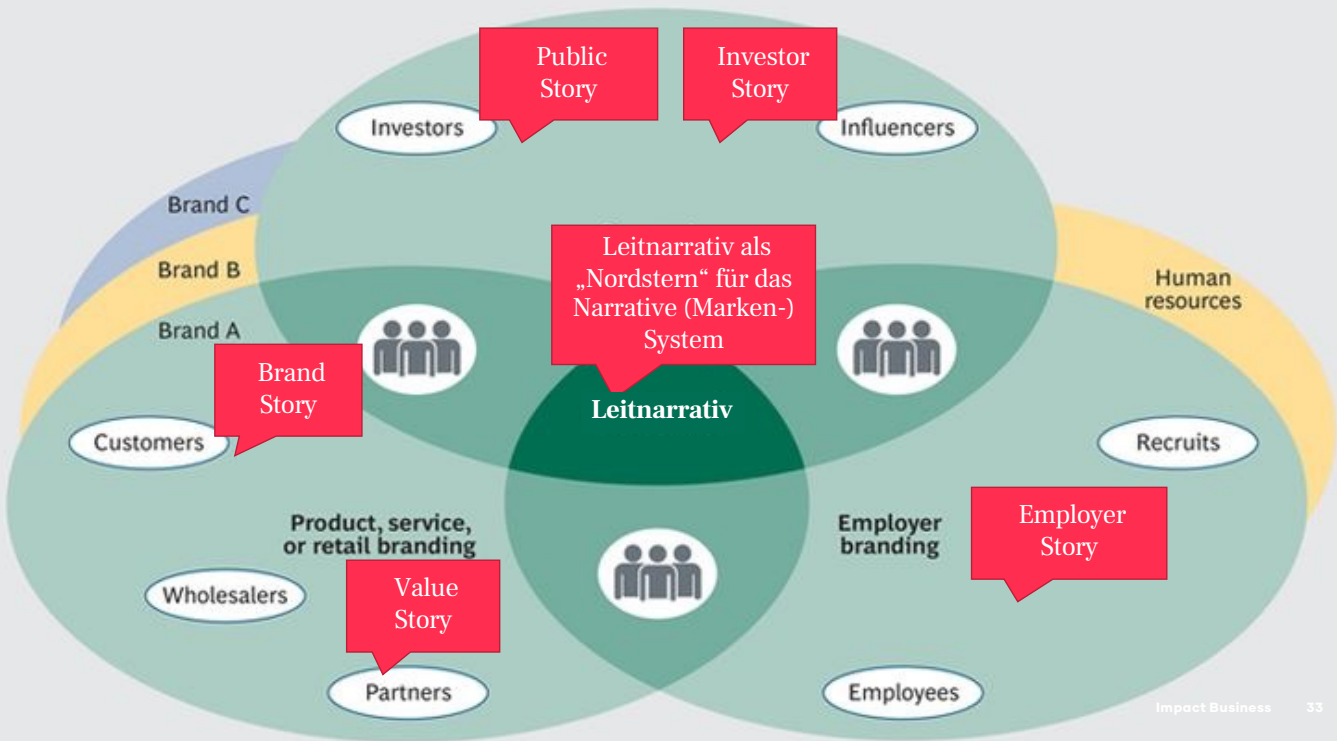 Public
Story
Investor
Story
Investors
Influencers
Brand C
Brand B
Brand A
Leitnarrativ als
„Nordstern“ für das
Narrative (Marken-)
System
Human
resources
Brand
Story
Leitnarrativ
Customers
Recruits
Product, service,
or retail branding
Employer
branding
Employer
Story
Wholesalers
Value
Story
Partners
Employees
Impact Business 33